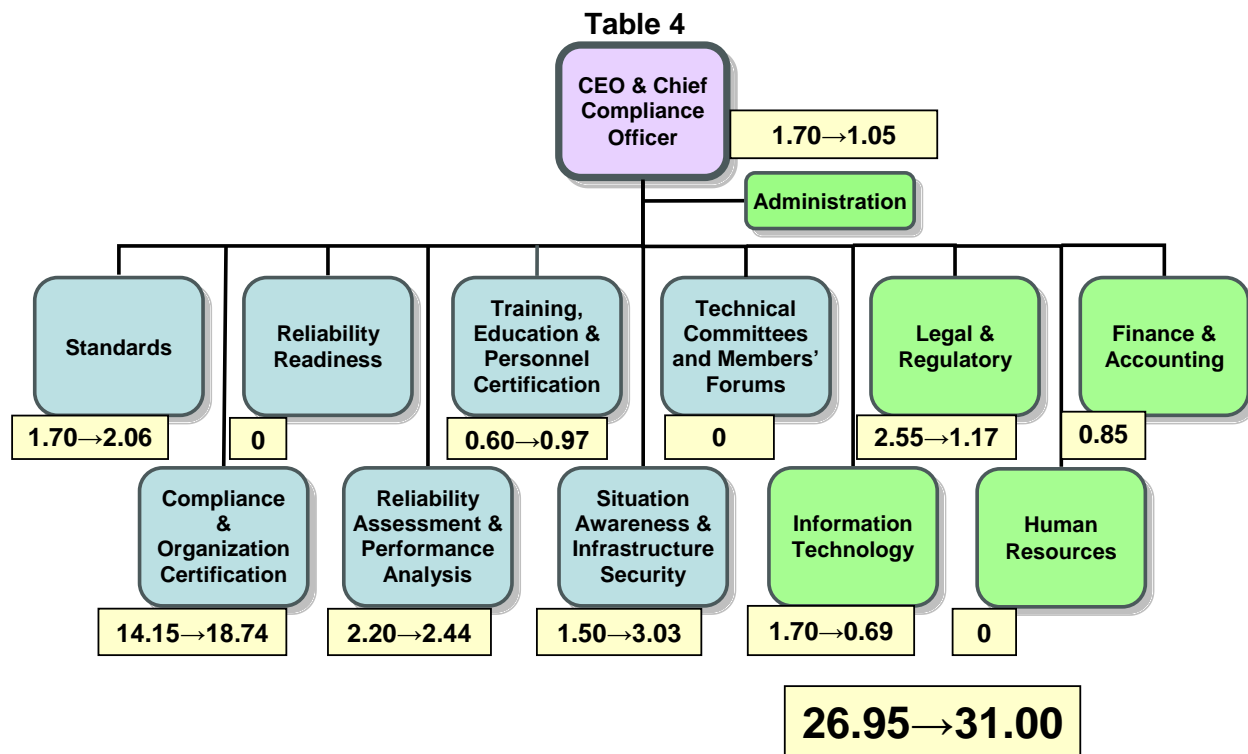 Table 4
CEO & Chief
Compliance
Officer
1.70→1.05
Administration
Standards
1.70→2.06
Reliability
Readiness
0
Training,
Education &
Personnel
Certification
0.60→0.97
Technical
Committees
and Members’
Forums
0
Legal &
Regulatory
2.55→1.17
Finance &
Accounting
0.85
Compliance
&
Organization
Certification
14.15→18.74
Reliability
Assessment &
Performance
Analysis
2.20→2.44
Situation
Awareness &
Infrastructure
Security
1.50→3.03
Information
Technology
1.70→0.69
Human
Resources
0
26.95→31.00